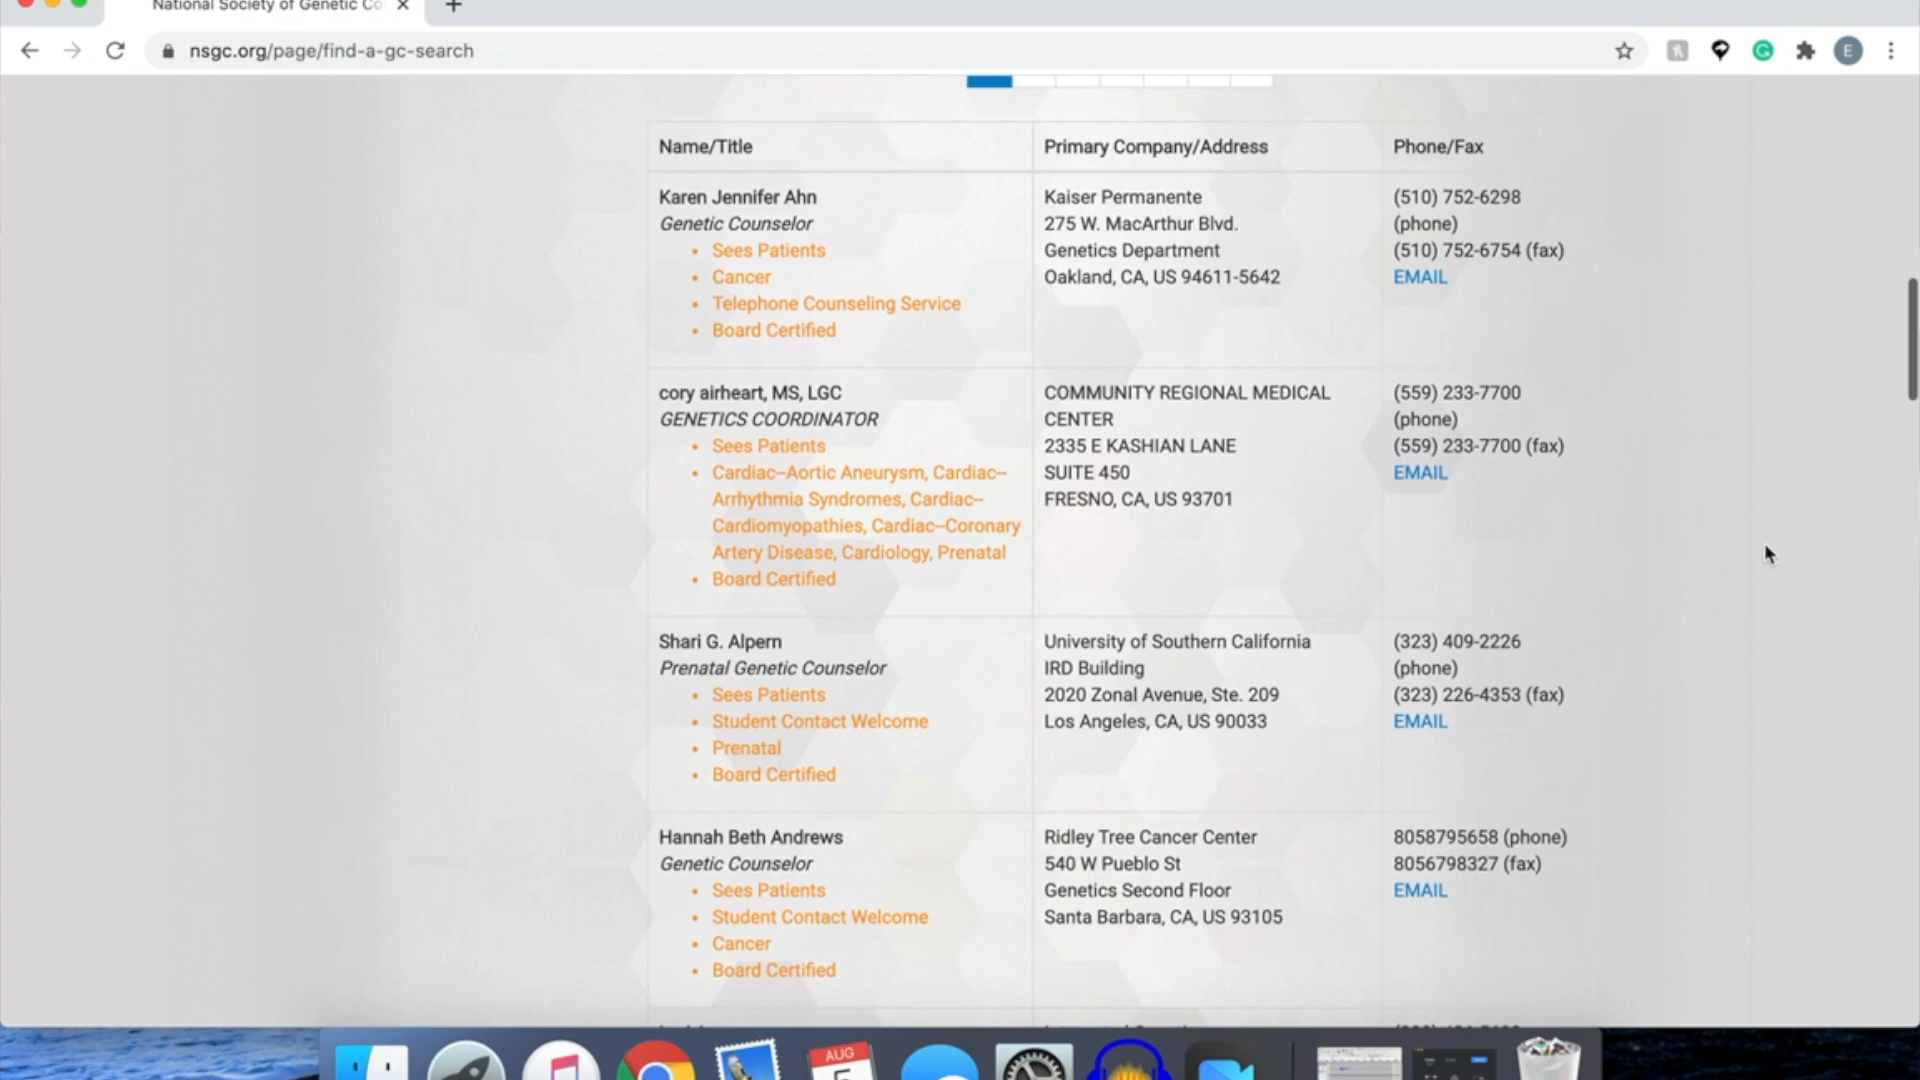 National Society of Genetic Co
nsgc.org/page/find-a-gc-search
E
Name/Title
Primary Company/Address
Phone/Fax
Karen Jennifer Ahn
Genetic Counselor
Sees Patients
Cancer
Telephone Counseling Service
Board Certified
Kaiser Permanente
275 W. MacArthur Blvd.
Genetics Department
Oakland, CA, US 94611-5642
(510) 752-6298
(phone)
(510) 752-6754 (fax)
EMAIL
cory airheart, MS, LGC
GENETICS COORDINATOR
Sees Patients
Cardiac--Aortic Aneurysm, Cardiac--
Arrhythmia Syndromes, Cardiac--
Cardiomyopathies, Cardiac--Coronary
Artery Disease, Cardiology, Prenatal
Board Certified
COMMUNITY REGIONAL MEDICAL
CENTER
2335 E KASHIAN LANE
SUITE 450
FRESNO, CA, US 93701
(559) 233-7700
(phone)
(559) 233-7700 (fax)
EMAIL
Shari G. Alpern
Prenatal Genetic Counselor
Sees Patients
Student Contact Welcome
Prenatal
Board Certified
University of Southern California
IRD Building
2020 Zonal Avenue, Ste. 209
Los Angeles, CA, US 90033
(323) 409-2226
(phone)
(323) 226-4353 (fax)
EMAIL
Hannah Beth Andrews
Genetic Counselor
Sees Patients
Student Contact Welcome
Cancer
Board Certified
Ridley Tree Cancer Center
540 W Pueblo St
Genetics Second Floor
Santa Barbara, CA, US 93105
8058795658 (phone)
8056798327 (fax)
EMAIL
AUG